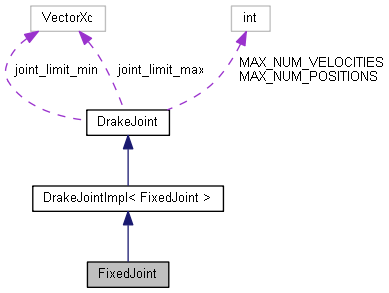 VectorXd
int
joint_limit_min
joint_limit_max
MAX_NUM_VELOCITIES
MAX_NUM_POSITIONS
DrakeJoint
DrakeJointImpl< FixedJoint >
FixedJoint